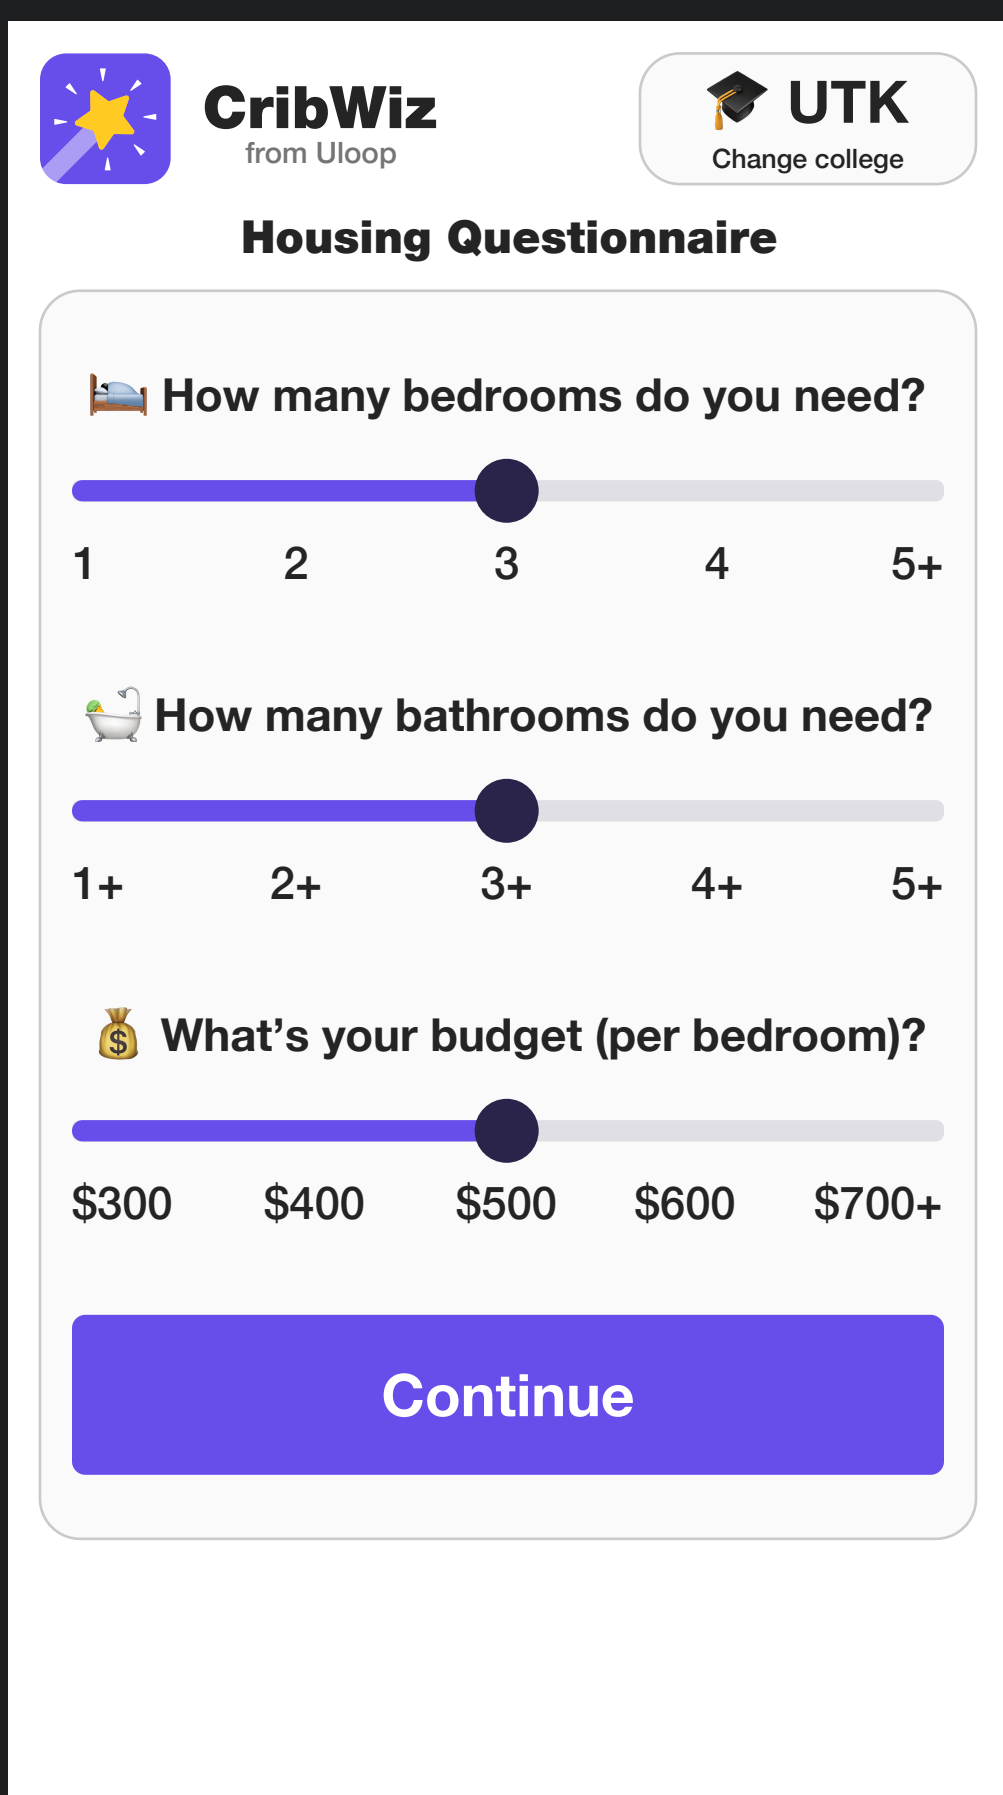 CribWiz
from Uloop
UTK
Change college
Housing Questionnaire
How many bedrooms do you need?
1 2 3 4 5+
How many bathrooms do you need?
1+ 2+ 3+ 4+ 5+
$
What’s your budget (per bedroom)?
$300 $400 $500 $600 $700+
Continue